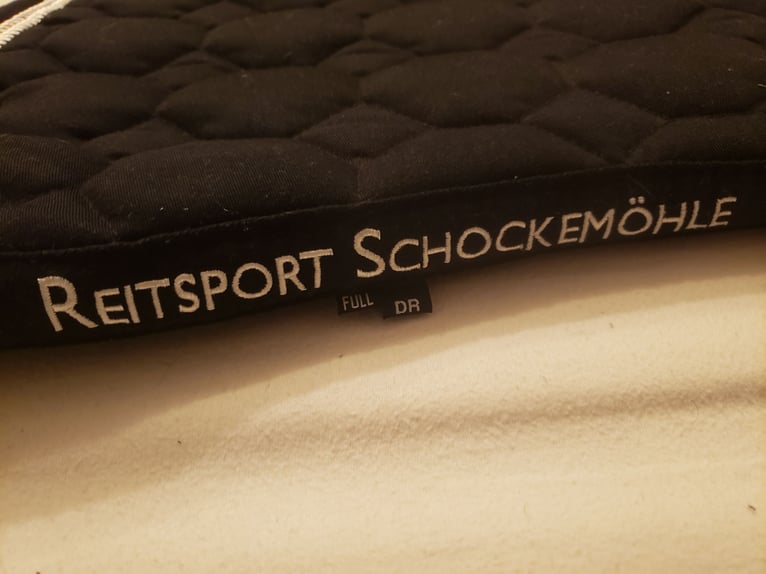 REITSPORT SCHOCKEMÖHLE
FULL DR